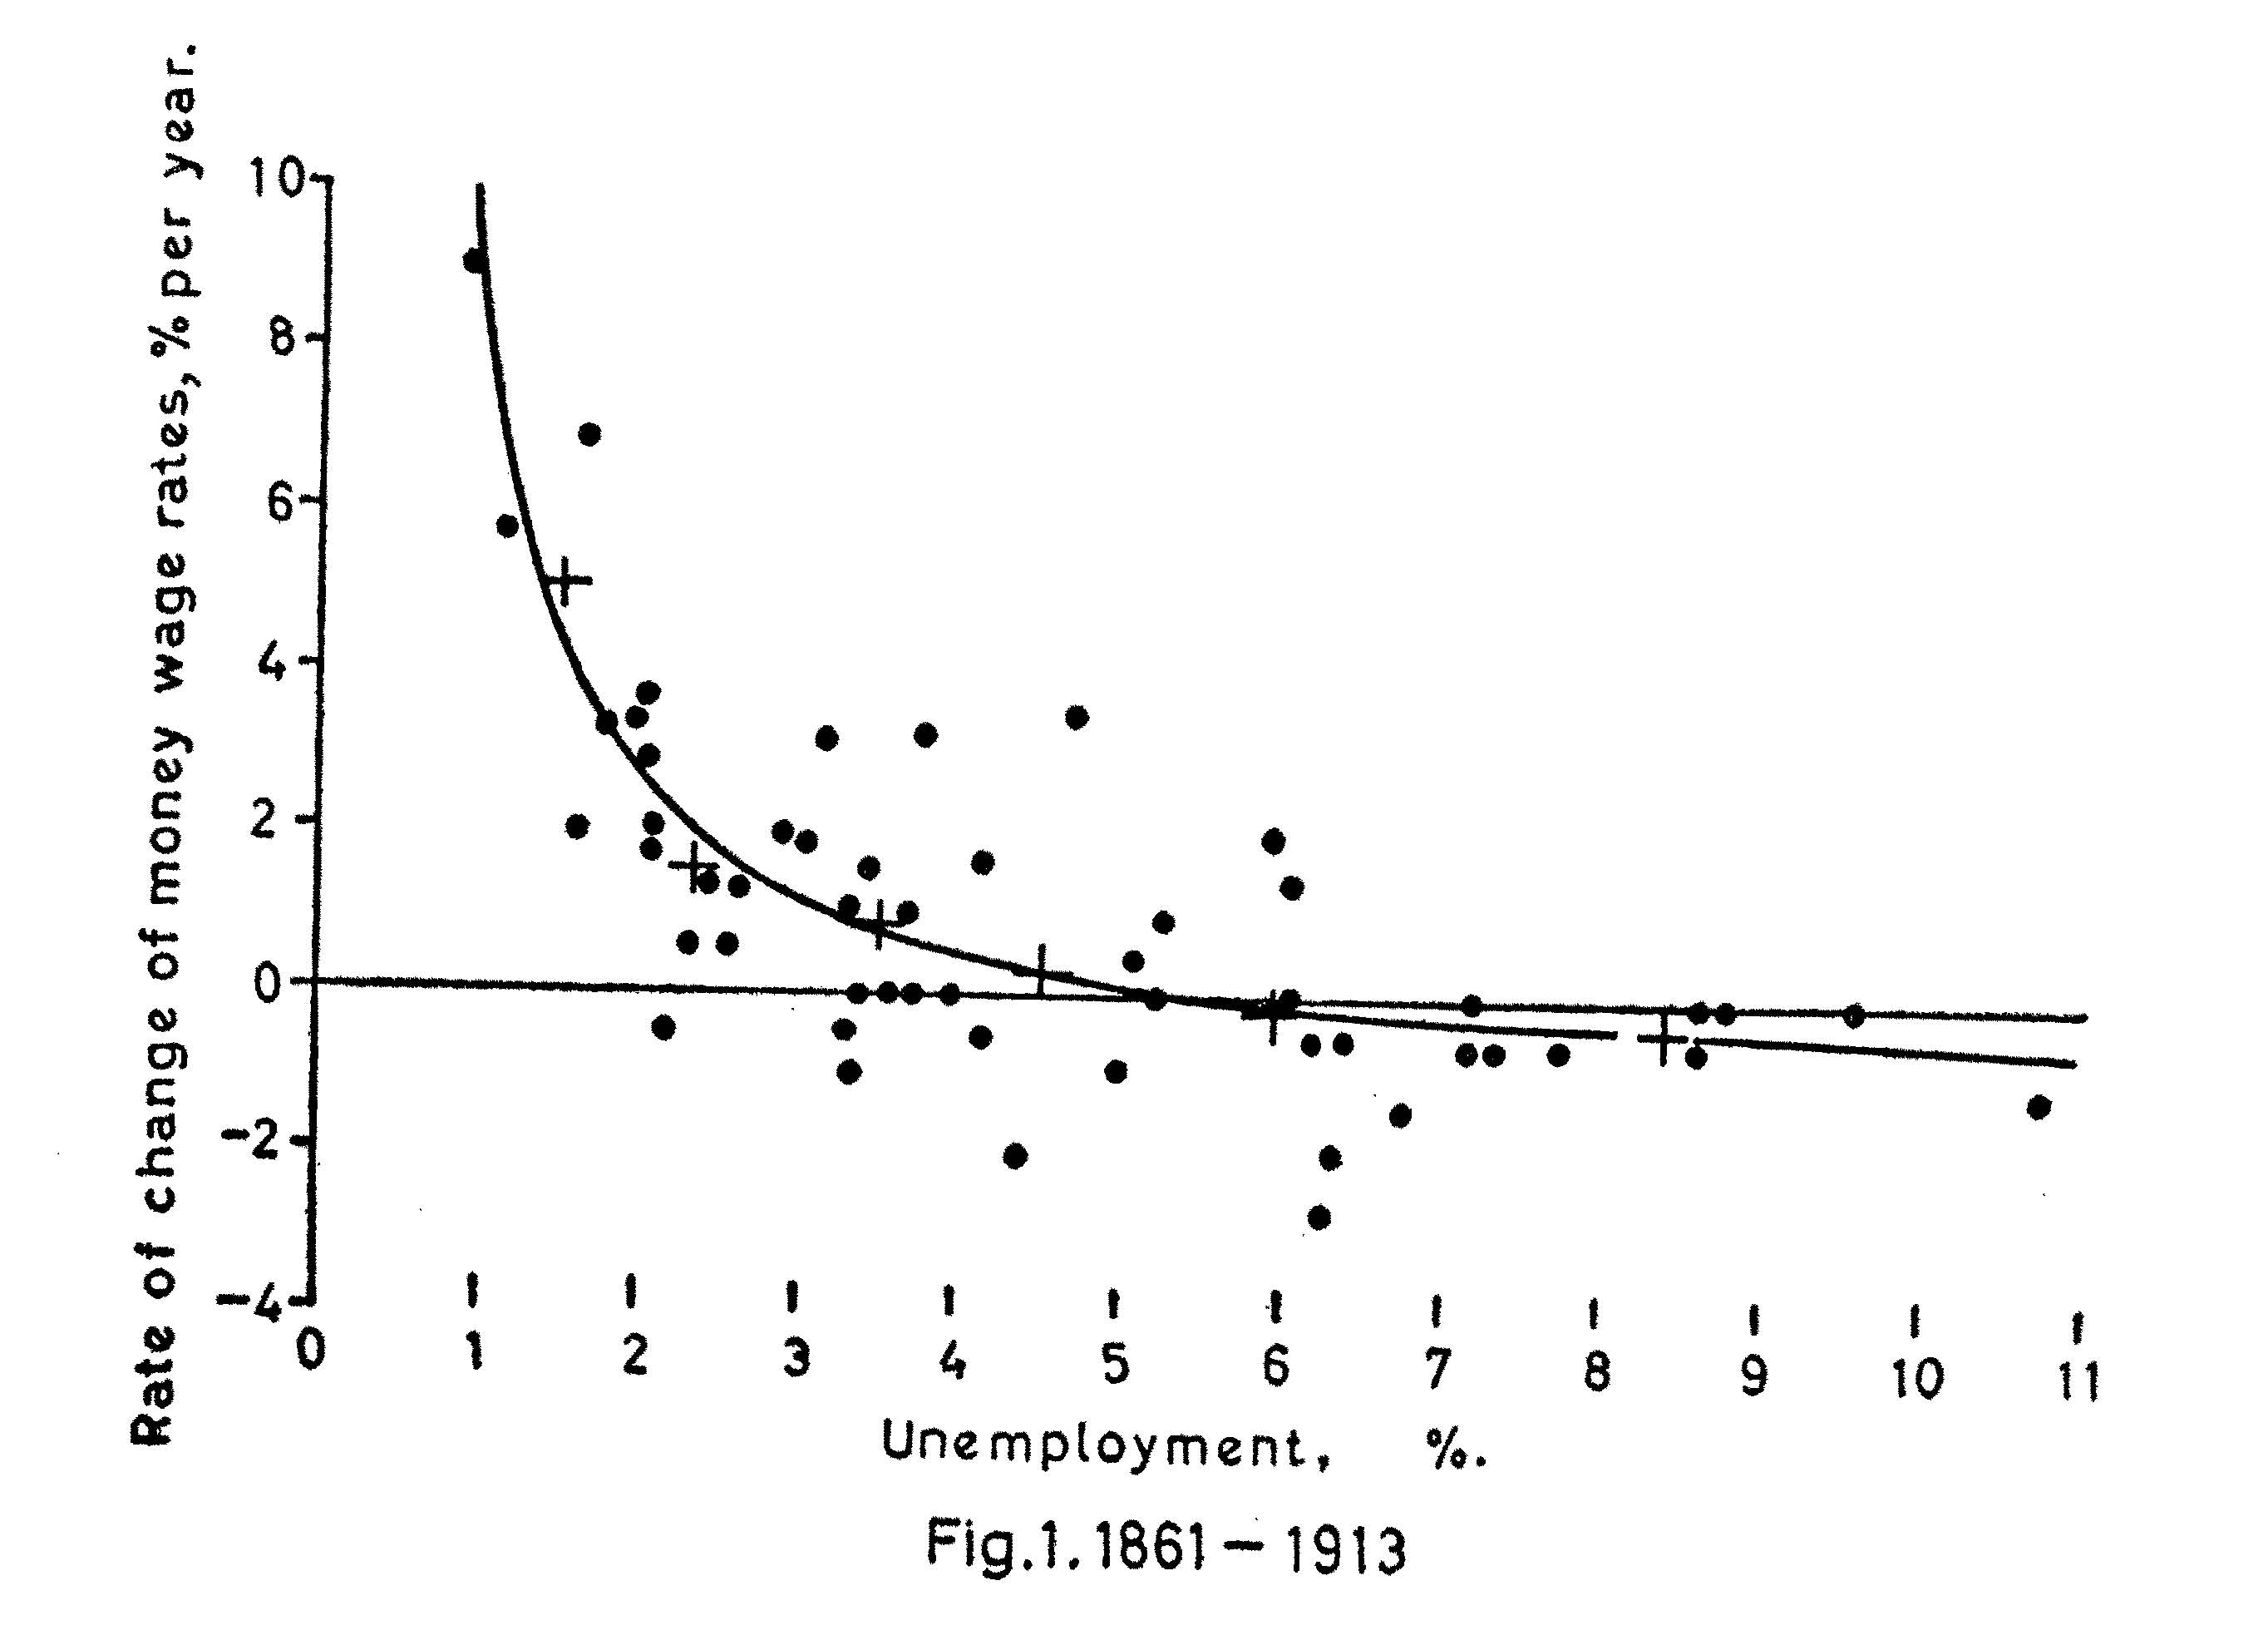 Rate of change of money wage rates, % per year.
10
8
6
4
2
0
-2
-4
0 1 2 3 4 5 6 7 8 9 10 11
Unemployment, %.
Fig.1. 1861 – 1913